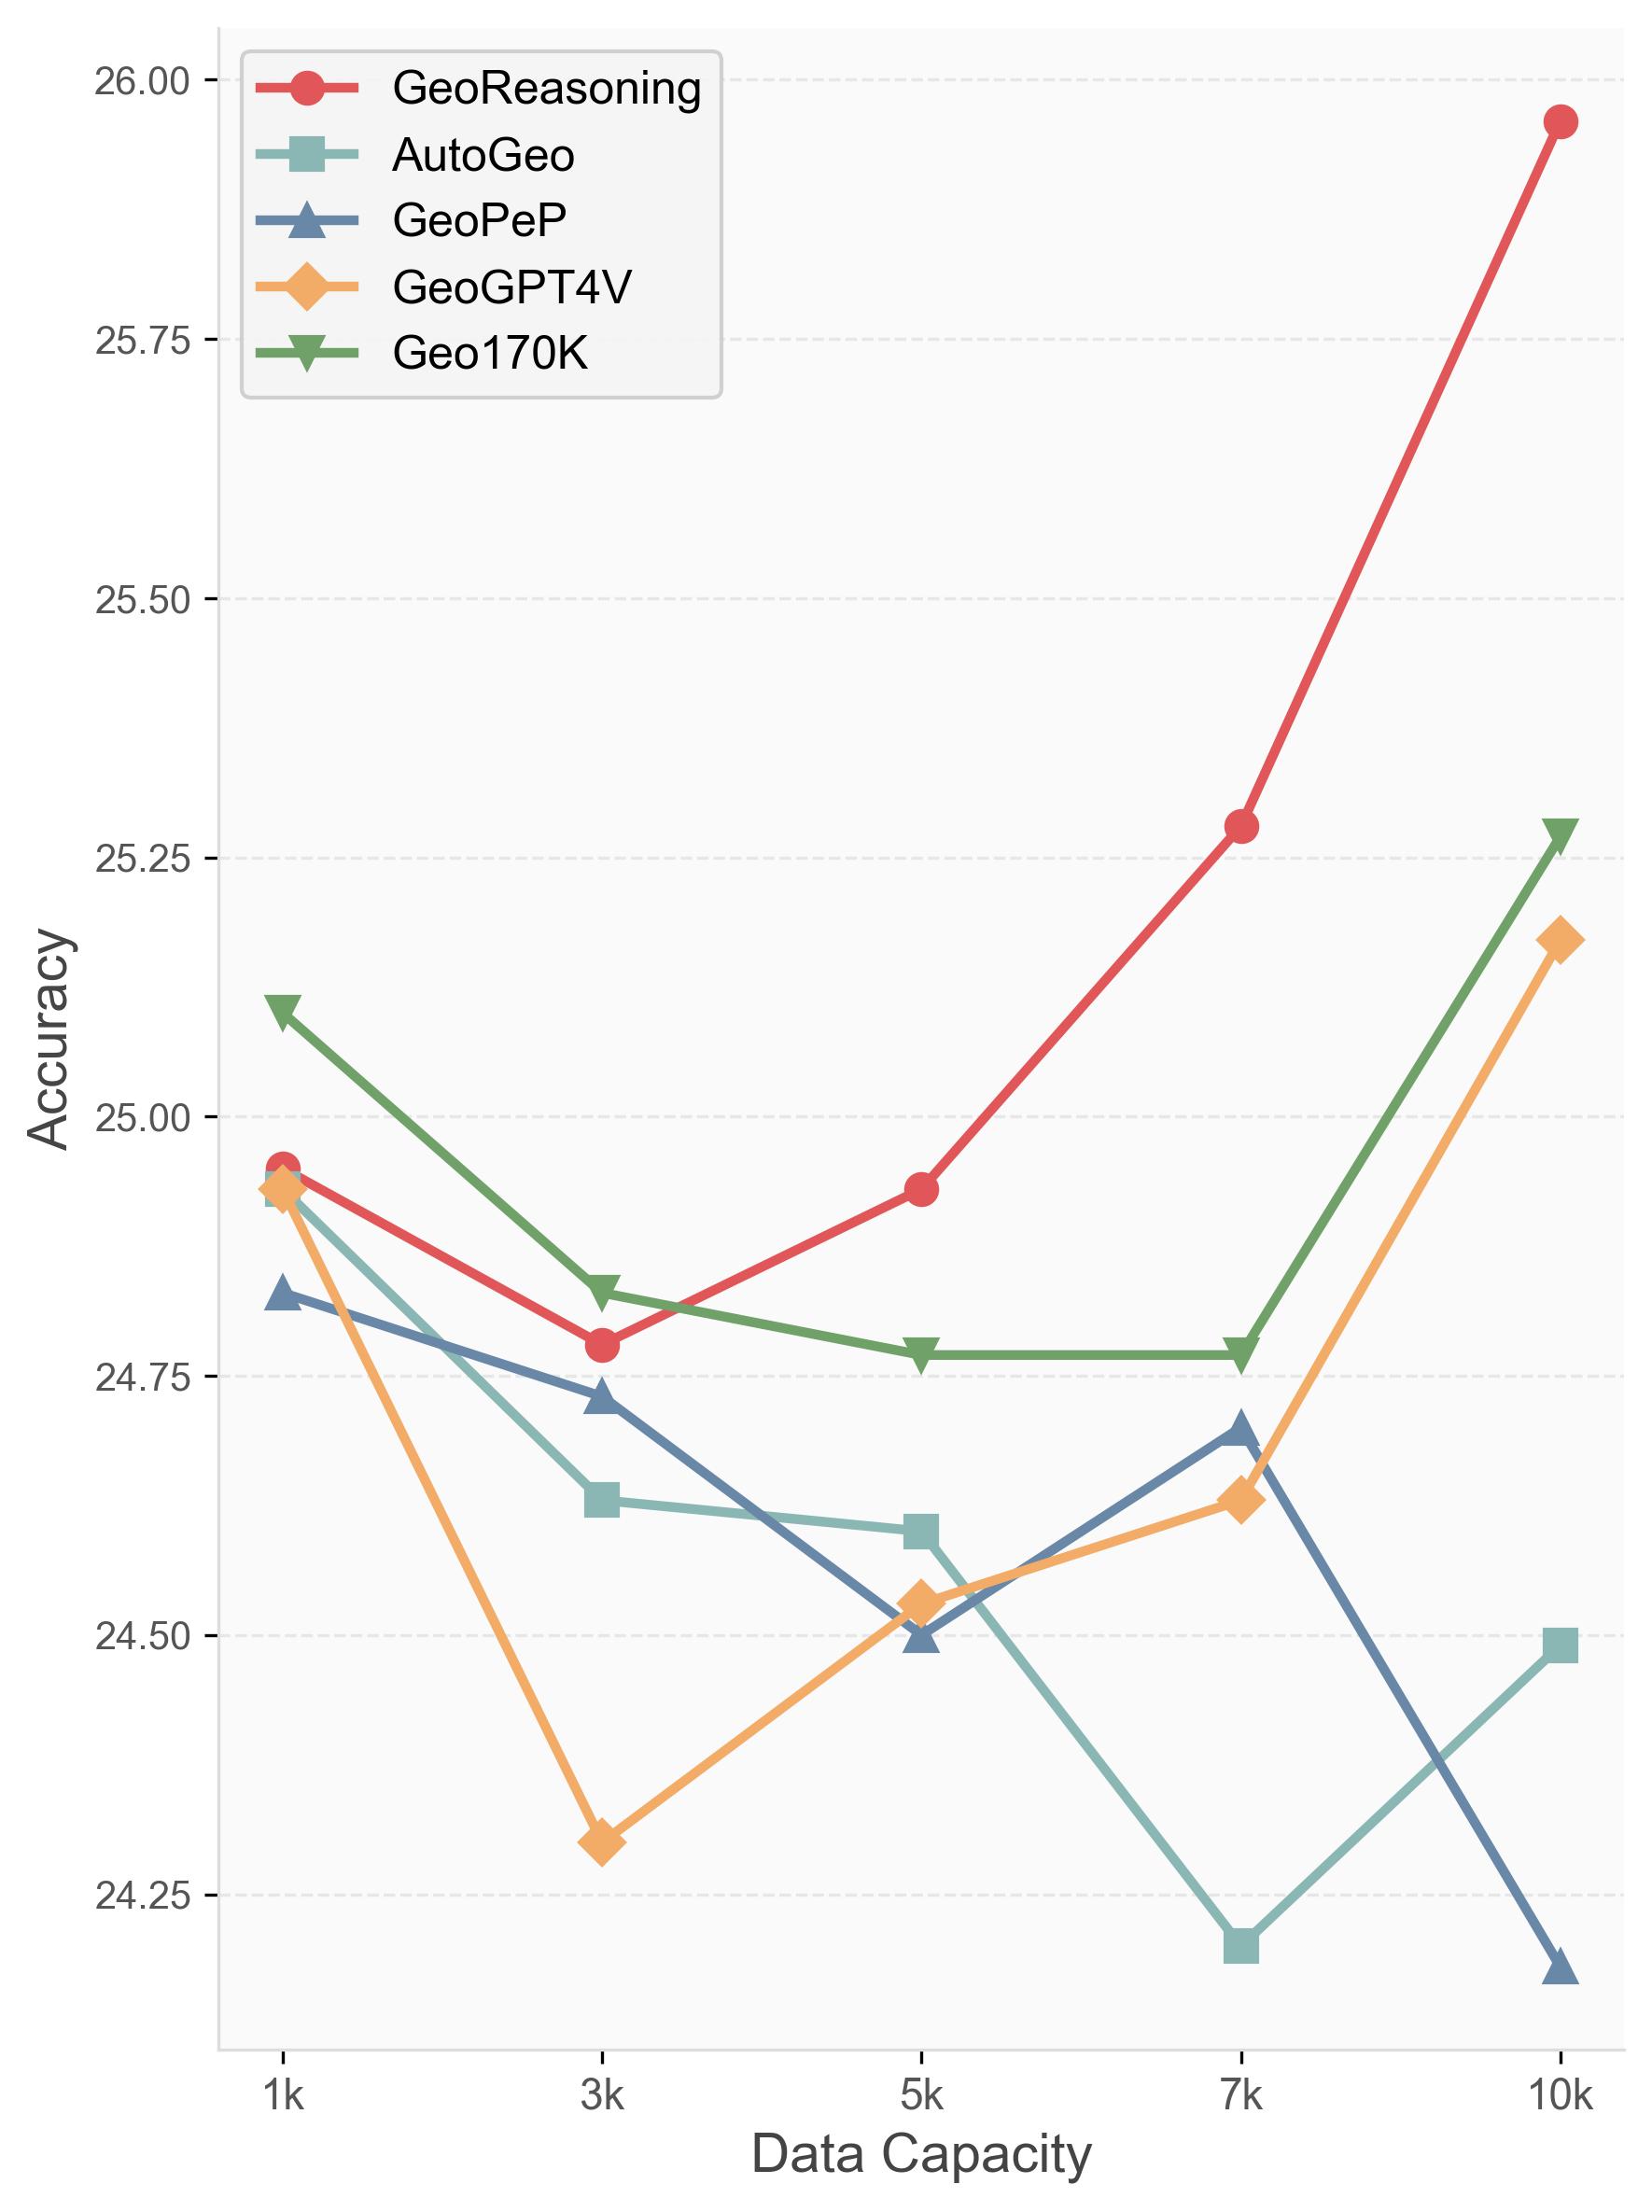 26.00
25.75
25.50
25.25
25.00
24.75
24.50
24.25
Accuracy
GeoReasoning
AutoGeo
GeoPeP
GeoGPT4V
Geo170K
1k 3k 5k 7k 10k
Data Capacity